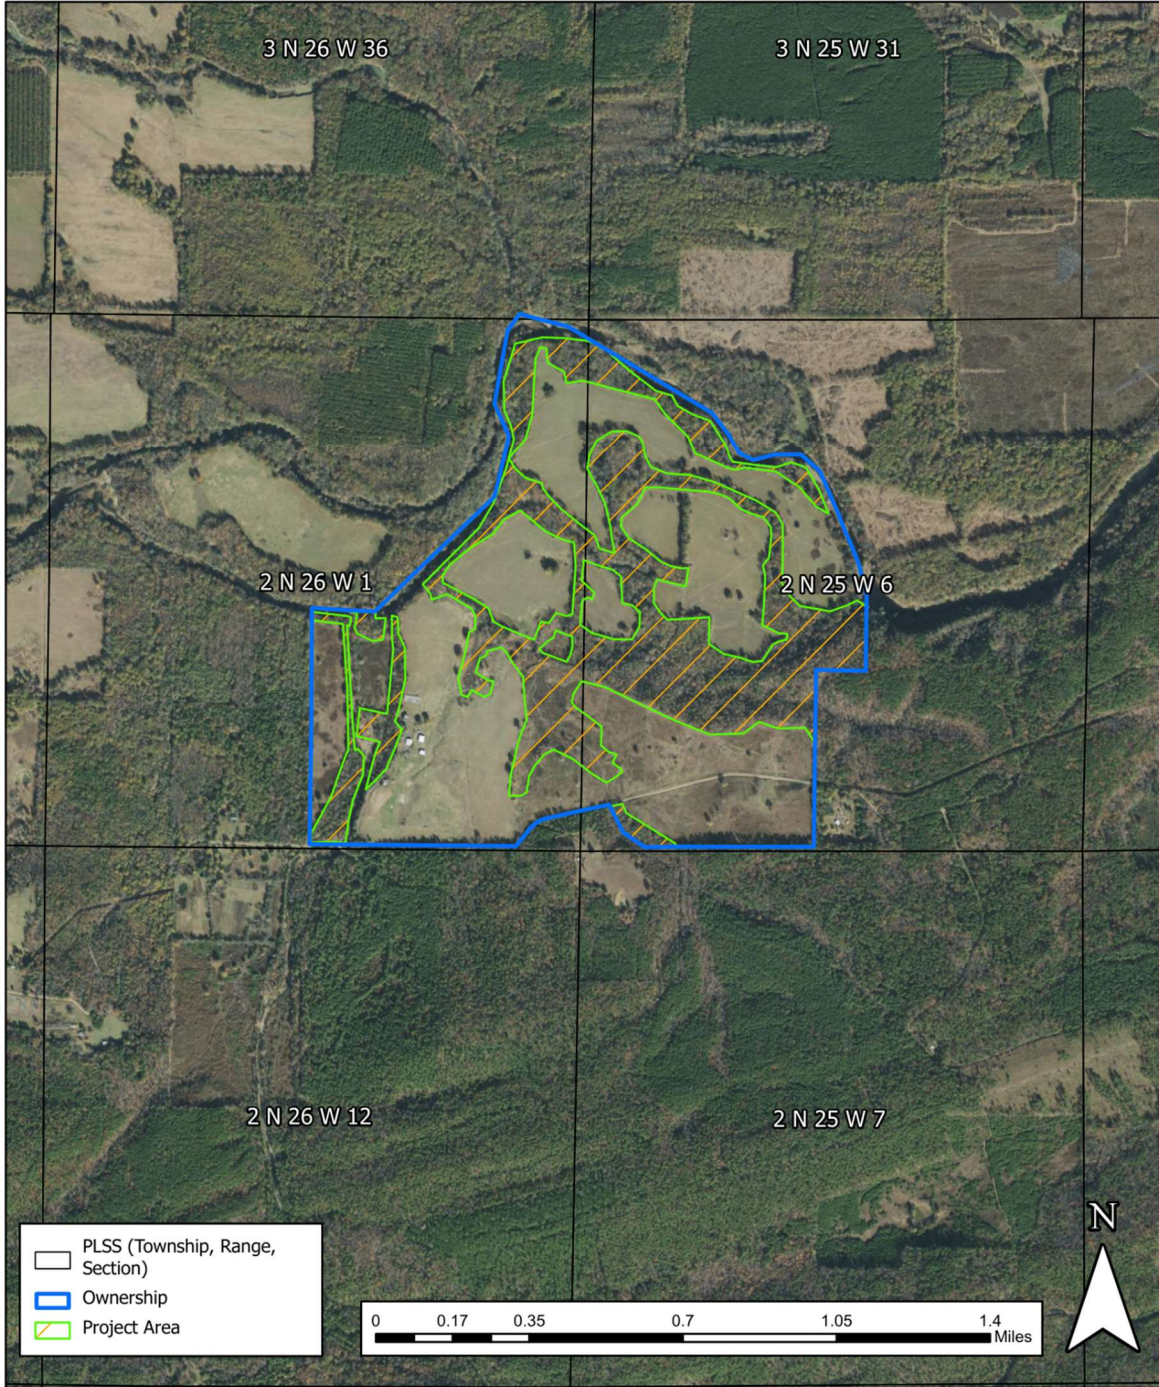 3 N 26 W 36
3 N 25 W 31
2 N 26 W 1
2 N 25 W 6
2 N 26 W 12
2 N 25 W 7
PLSS (Township, Range,
Section)
Ownership
Project Area
0 0.17 0.35 0.7 1.05 1.4
Miles
N